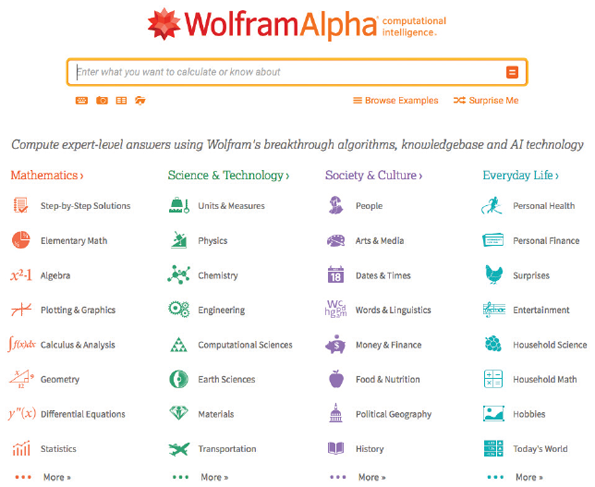 WolframAlpha computational intelligence.
Enter what you want to calculate or know about
Browse Examples Surprise Me
Compute expert-level answers using Wolfram's breakthrough algorithms, knowledgebase and AI technology
Mathematics › Science & Technology › Society & Culture › Everyday Life ›
Step-by-Step Solutions Units & Measures People Personal Health
Elementary Math Physics Arts & Media Personal Finance
x²-1 Algebra Chemistry 18 Dates & Times Surprises
Plotting & Graphics Engineering Words & Linguistics Entertainment
∫f(x)dx Calculus & Analysis Computational Sciences $ Money & Finance Household Science
Geometry Earth Sciences Food & Nutrition Household Math
y″(x) Differential Equations Materials Political Geography Hobbies
Statistics Transportation History Today's World
More » More » More » More »